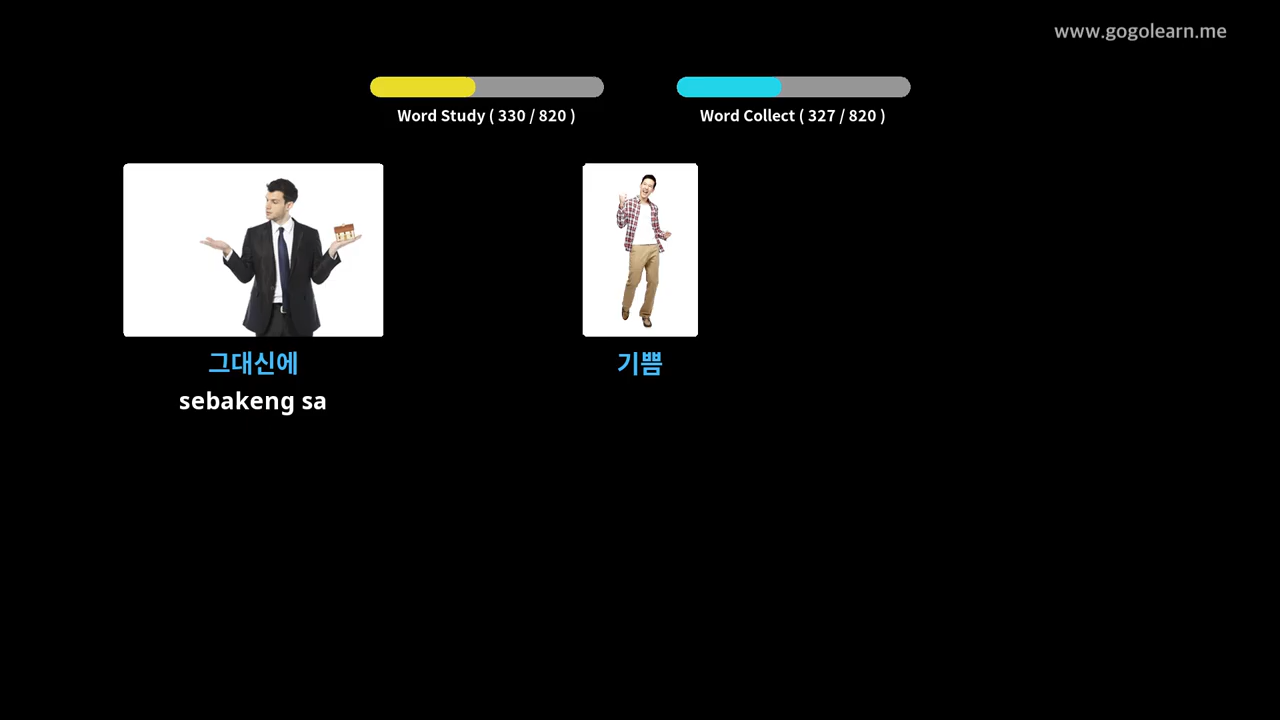 www.gogolearn.me
Word Study ( 330 / 820 )
Word Collect ( 327 / 820 )
그대신에
sebakeng sa
기쁨